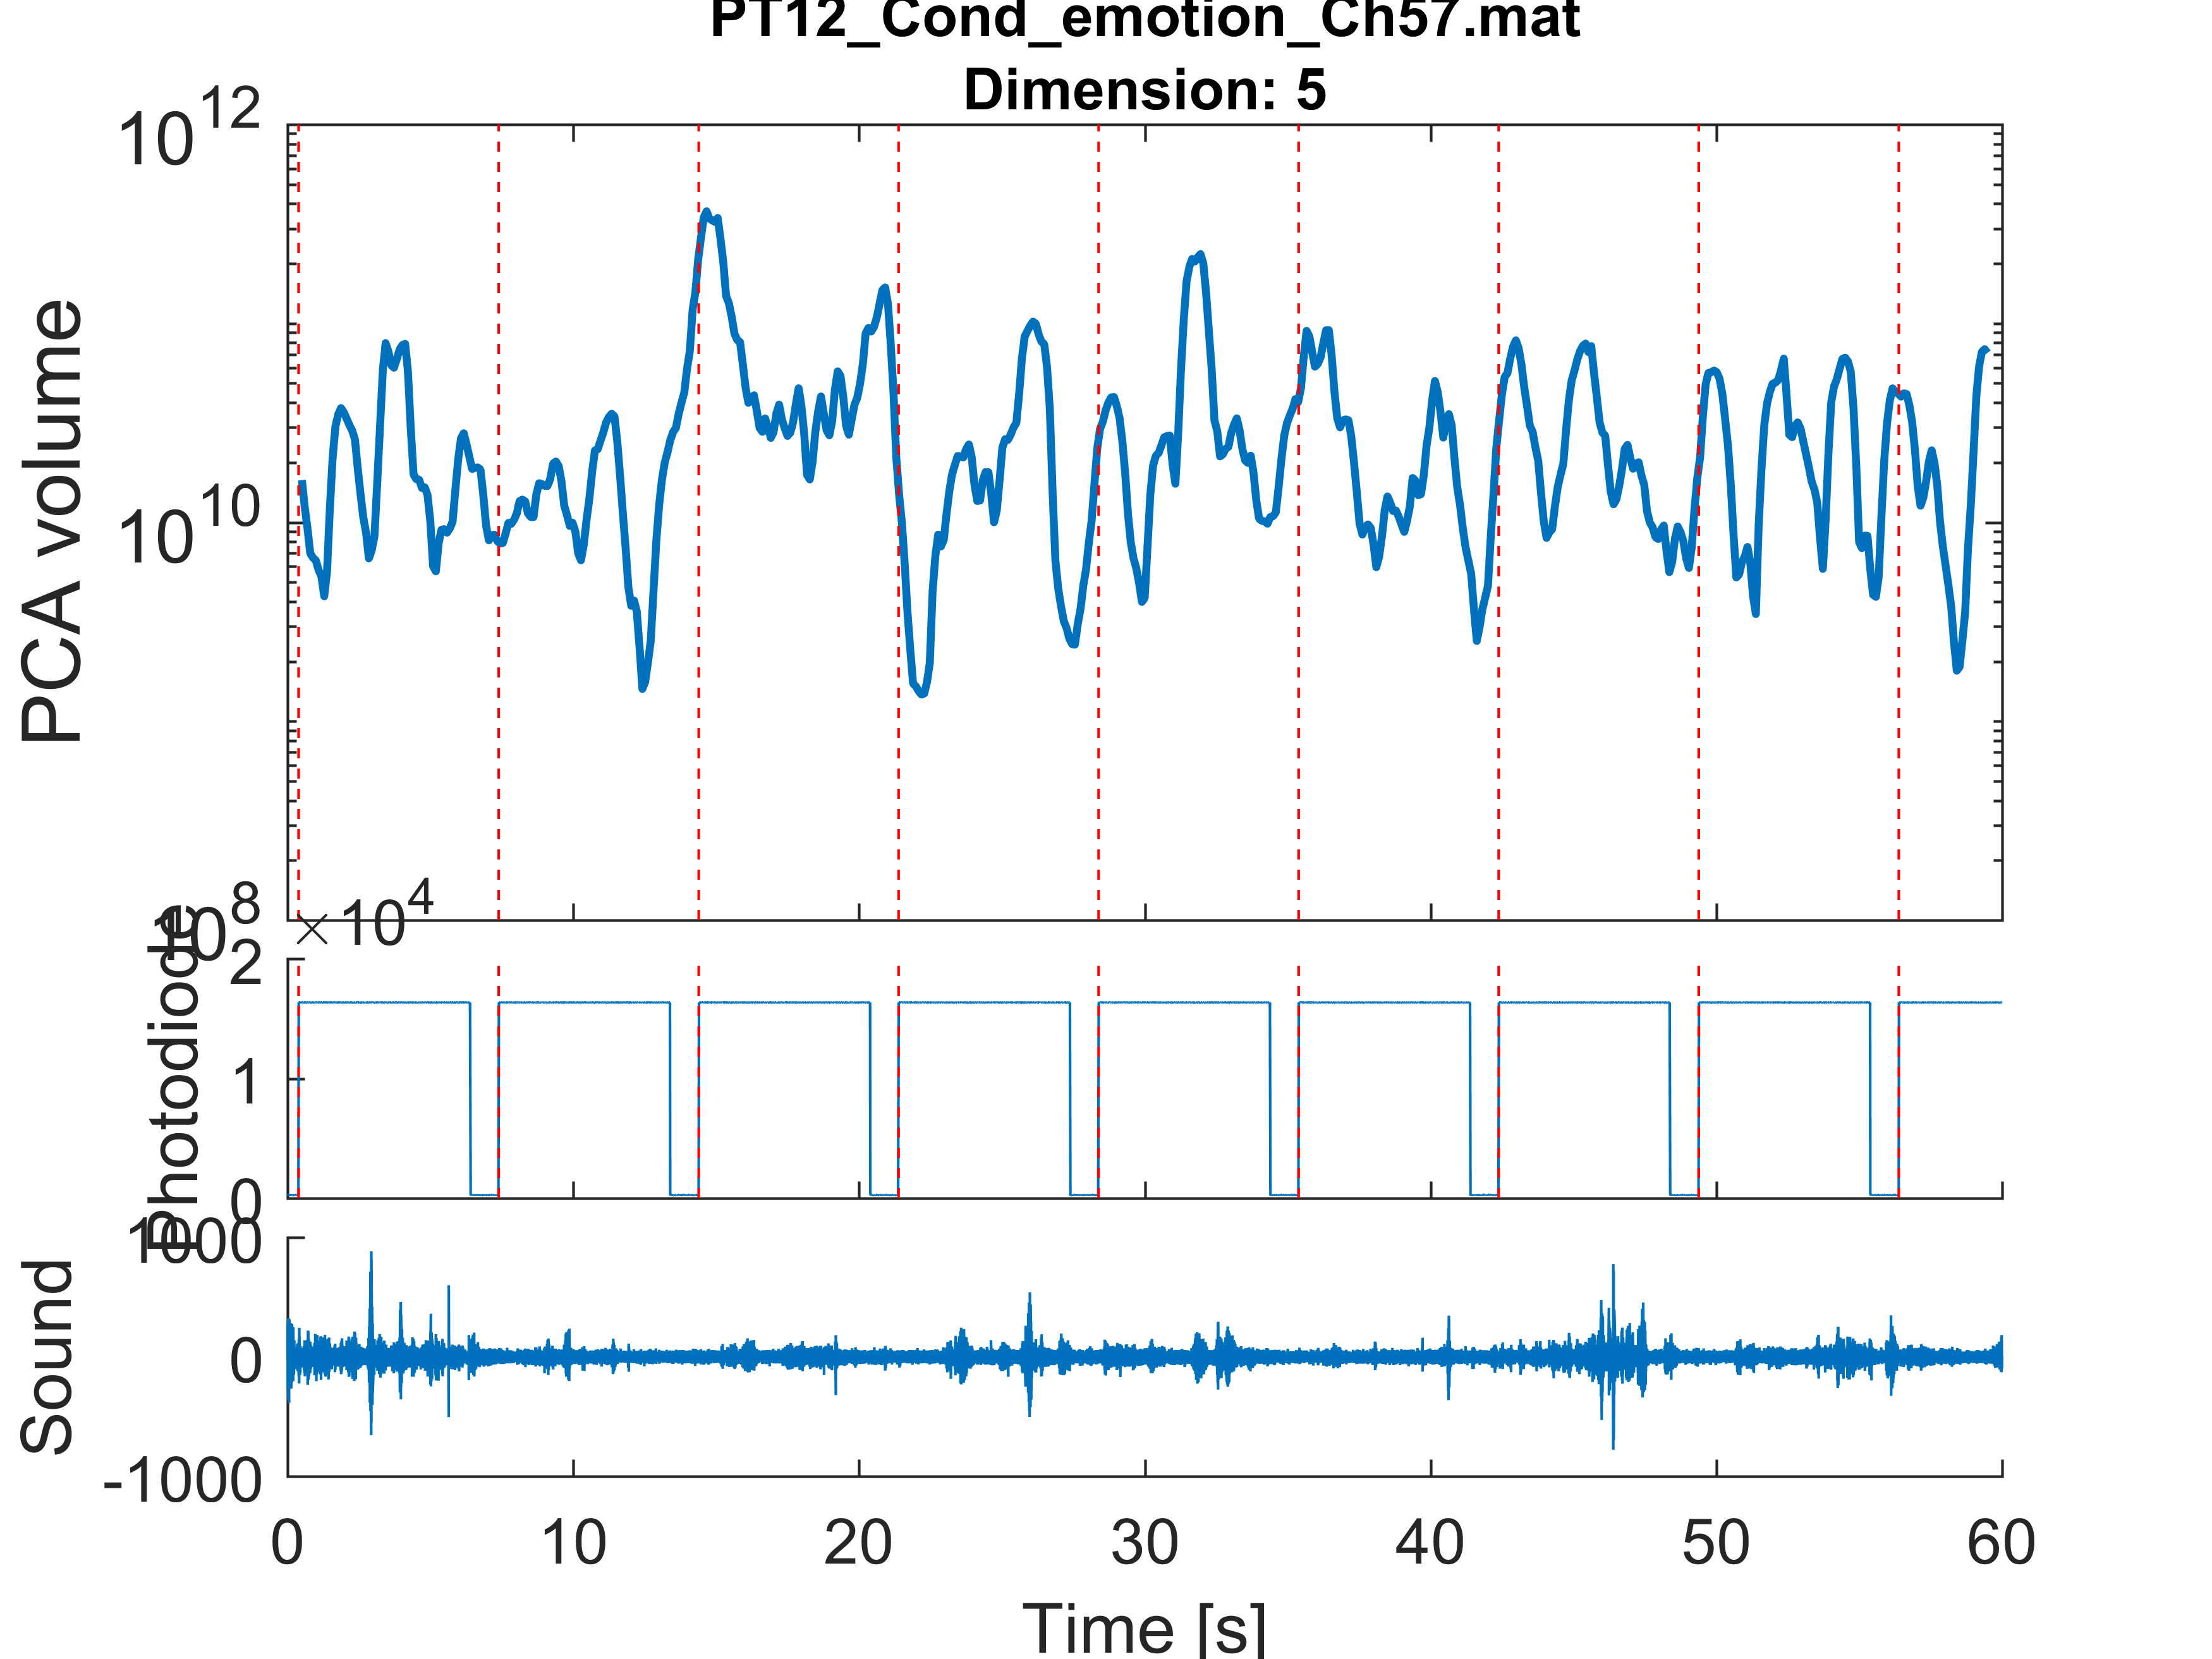 PT12_Cond_emotion_Ch57.mat
Dimension: 5
10^12
10^10
10^8
PCA volume
×10^4
2
1
0
Photodiode
1000
0
-1000
Sound
0 10 20 30 40 50 60
Time [s]